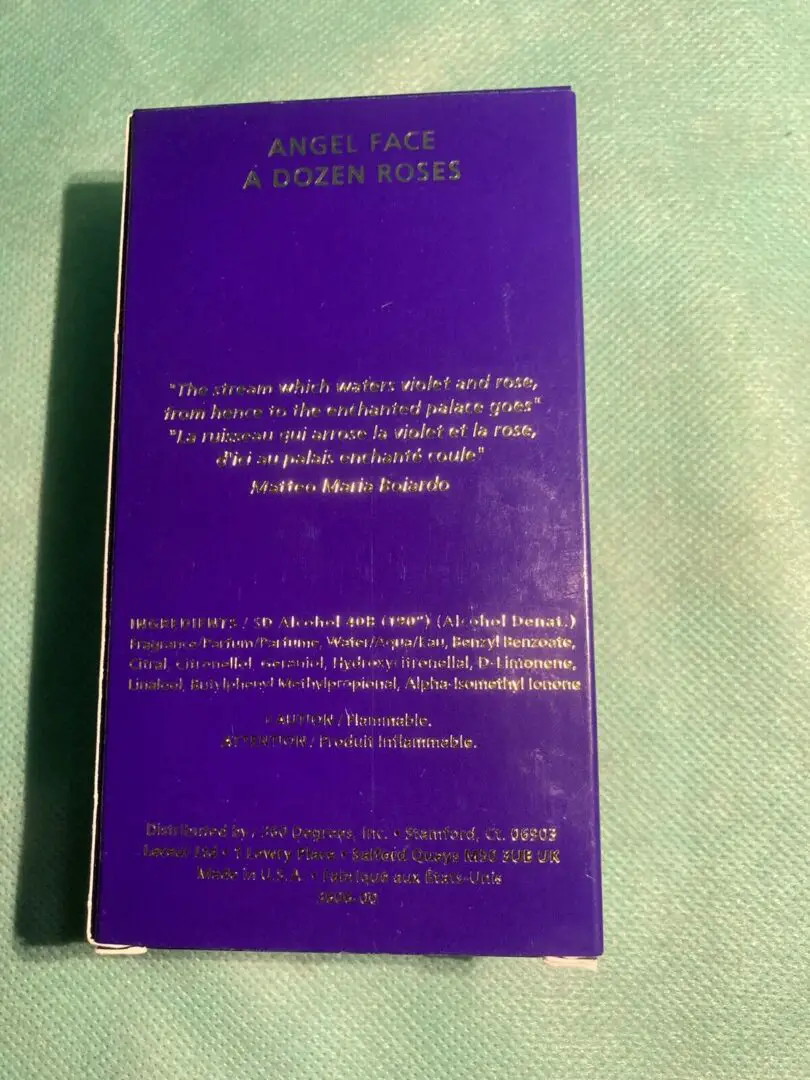 ANGEL FACE
A DOZEN ROSES
"The stream which waters violet and rose,
from hence to the enchanted palace goes"
"La ruisseau qui arrose la violet et la rose,
d'ici au palais enchanté coule"
Matteo Maria Boiardo
INGREDIENTS / SD Alcohol 40B (190°) (Alcohol Denat.)
Fragrance/Parfum/Parfume, Water/Aqua/Eau, Benzyl Benzoate,
Citral, Citronellol, Geraniol, Hydroxycitronellal, D-Limonene,
Linalool, Butylphenyl Methylpropional, Alpha-Isomethyl Ionone
CAUTION / Flammable.
ATTENTION / Produit Inflammable.
Distributed by, 360 Degrees, Inc. • Stamford, Ct. 06903
Ltd • 1 Lowry Place • Salford Quays M50 3UB UK
Made in U.S.A. • Fabriqué aux États-Unis